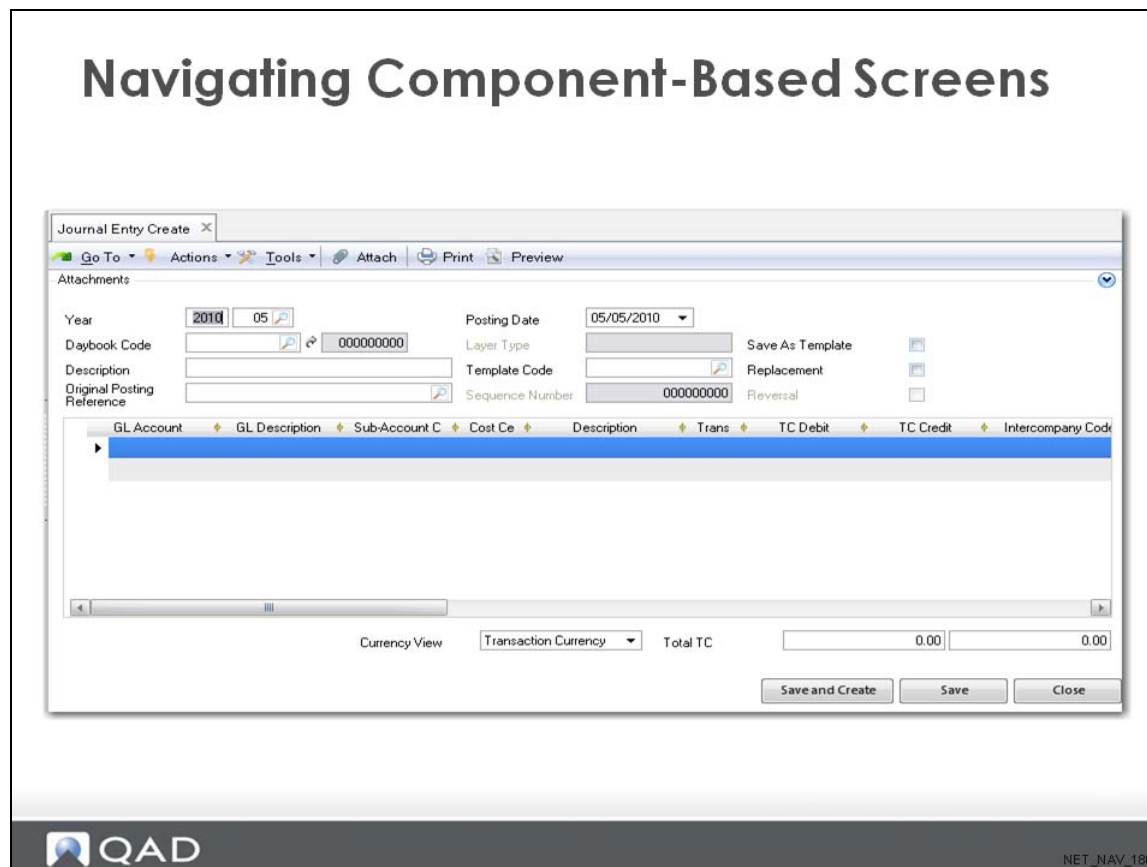 Navigating Component-Based Screens
Journal Entry Create
Go To Actions Tools Attach Print Preview
Attachments
Year 2010 05 Posting Date 05/05/2010
Daybook Code 000000000 Layer Type Save As Template
Description Template Code Replacement
Original Posting Reference Sequence Number 000000000 Reversal
GL Account GL Description Sub-Account C Cost Ce Description Trans TC Debit TC Credit Intercompany Code
Currency View Transaction Currency Total TC 0.00 0.00
Save and Create Save Close
QAD
NET_NAV_18